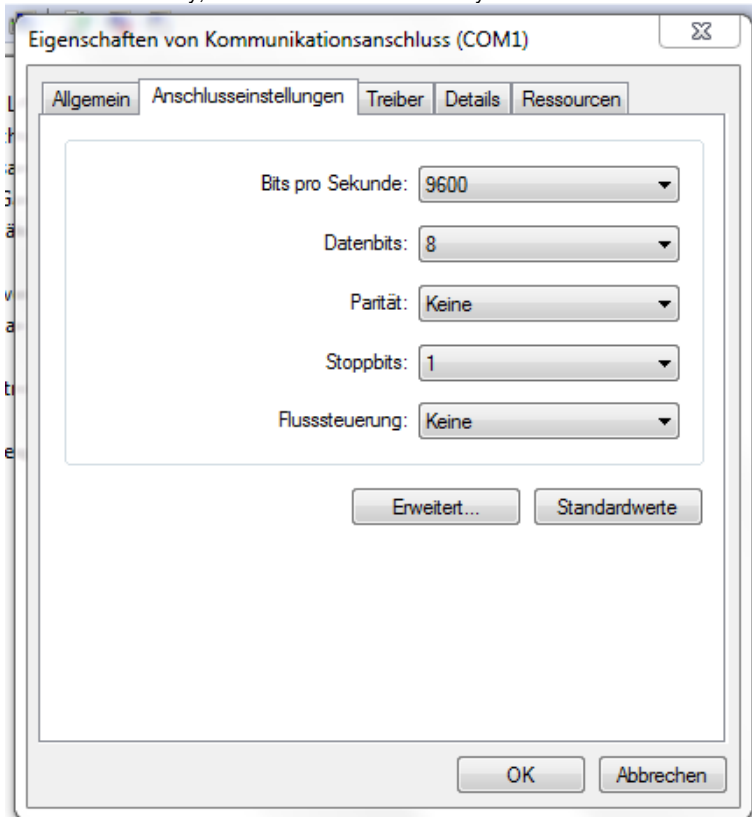 Eigenschaften von Kommunikationsanschluss (COM1)
Allgemein Anschlusseinstellungen Treiber Details Ressourcen
Bits pro Sekunde: 9600
Datenbits: 8
Parität: Keine
Stoppbits: 1
Flusssteuerung: Keine
Erweitert... Standardwerte
OK Abbrechen